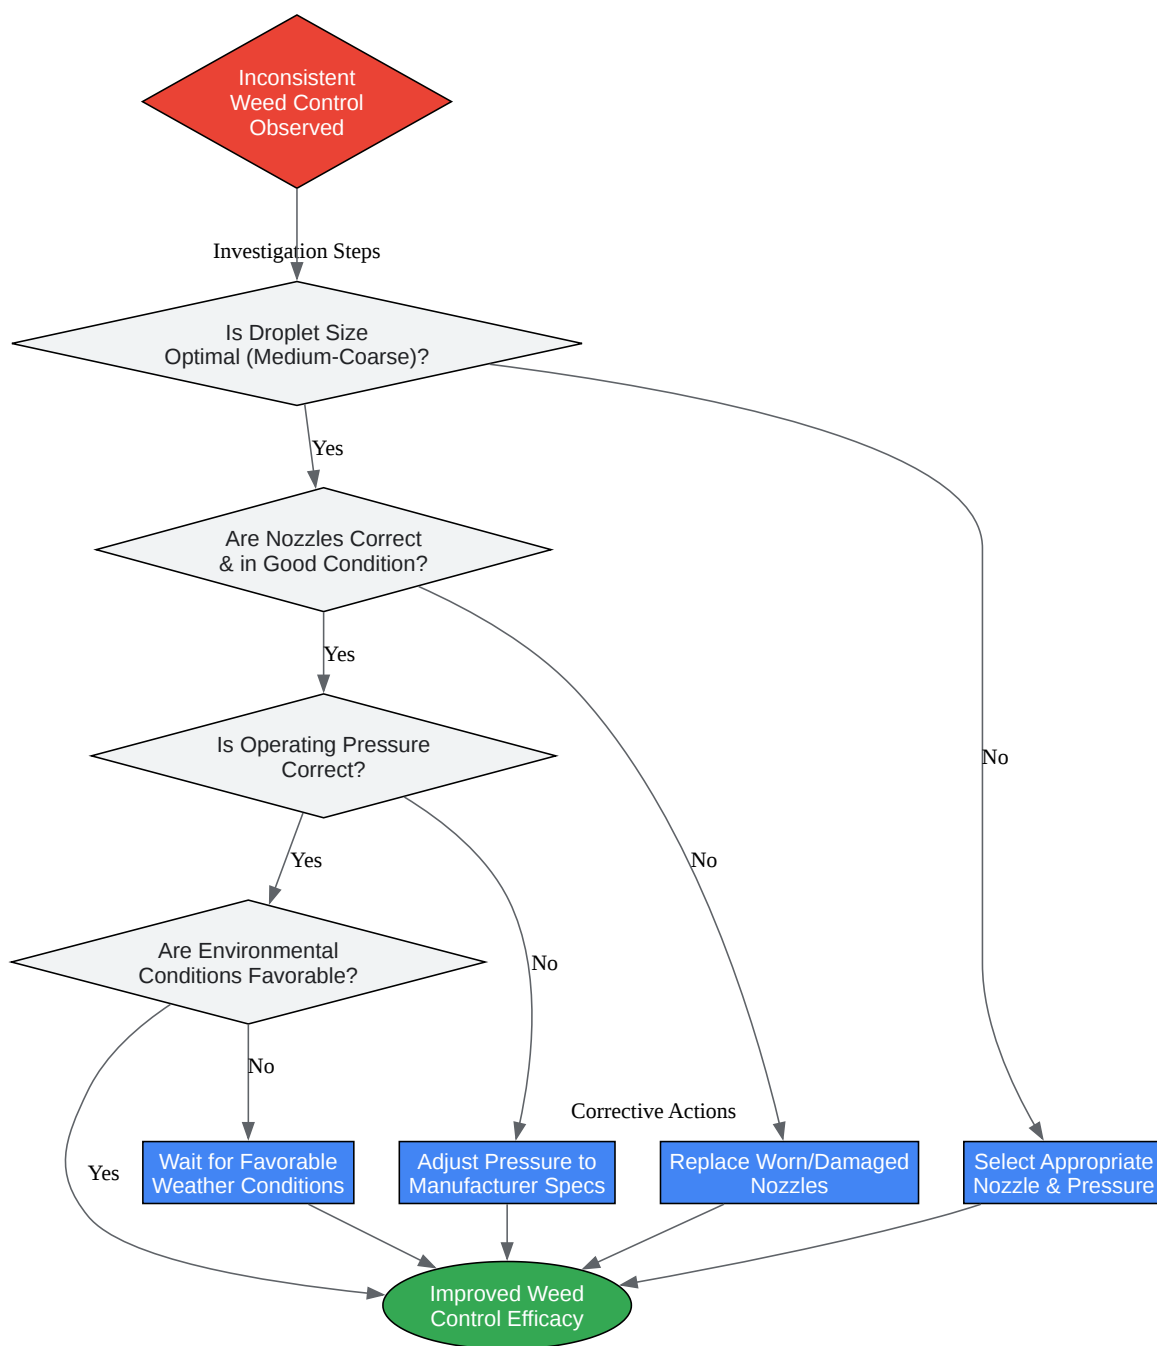 Inconsistent
Weed Control
Observed
Investigation Steps
Is Droplet Size
Optimal (Medium-Coarse)?
Yes
Are Nozzles Correct
& in Good Condition?
Yes
Is Operating Pressure
Correct?
No
Yes
No
Are Environmental
Conditions Favorable?
No
No
Corrective Actions
Yes
Wait for Favorable
Weather Conditions
Adjust Pressure to
Manufacturer Specs
Replace Worn/Damaged
Nozzles
Select Appropriate
Nozzle & Pressure
Improved Weed
Control Efficacy